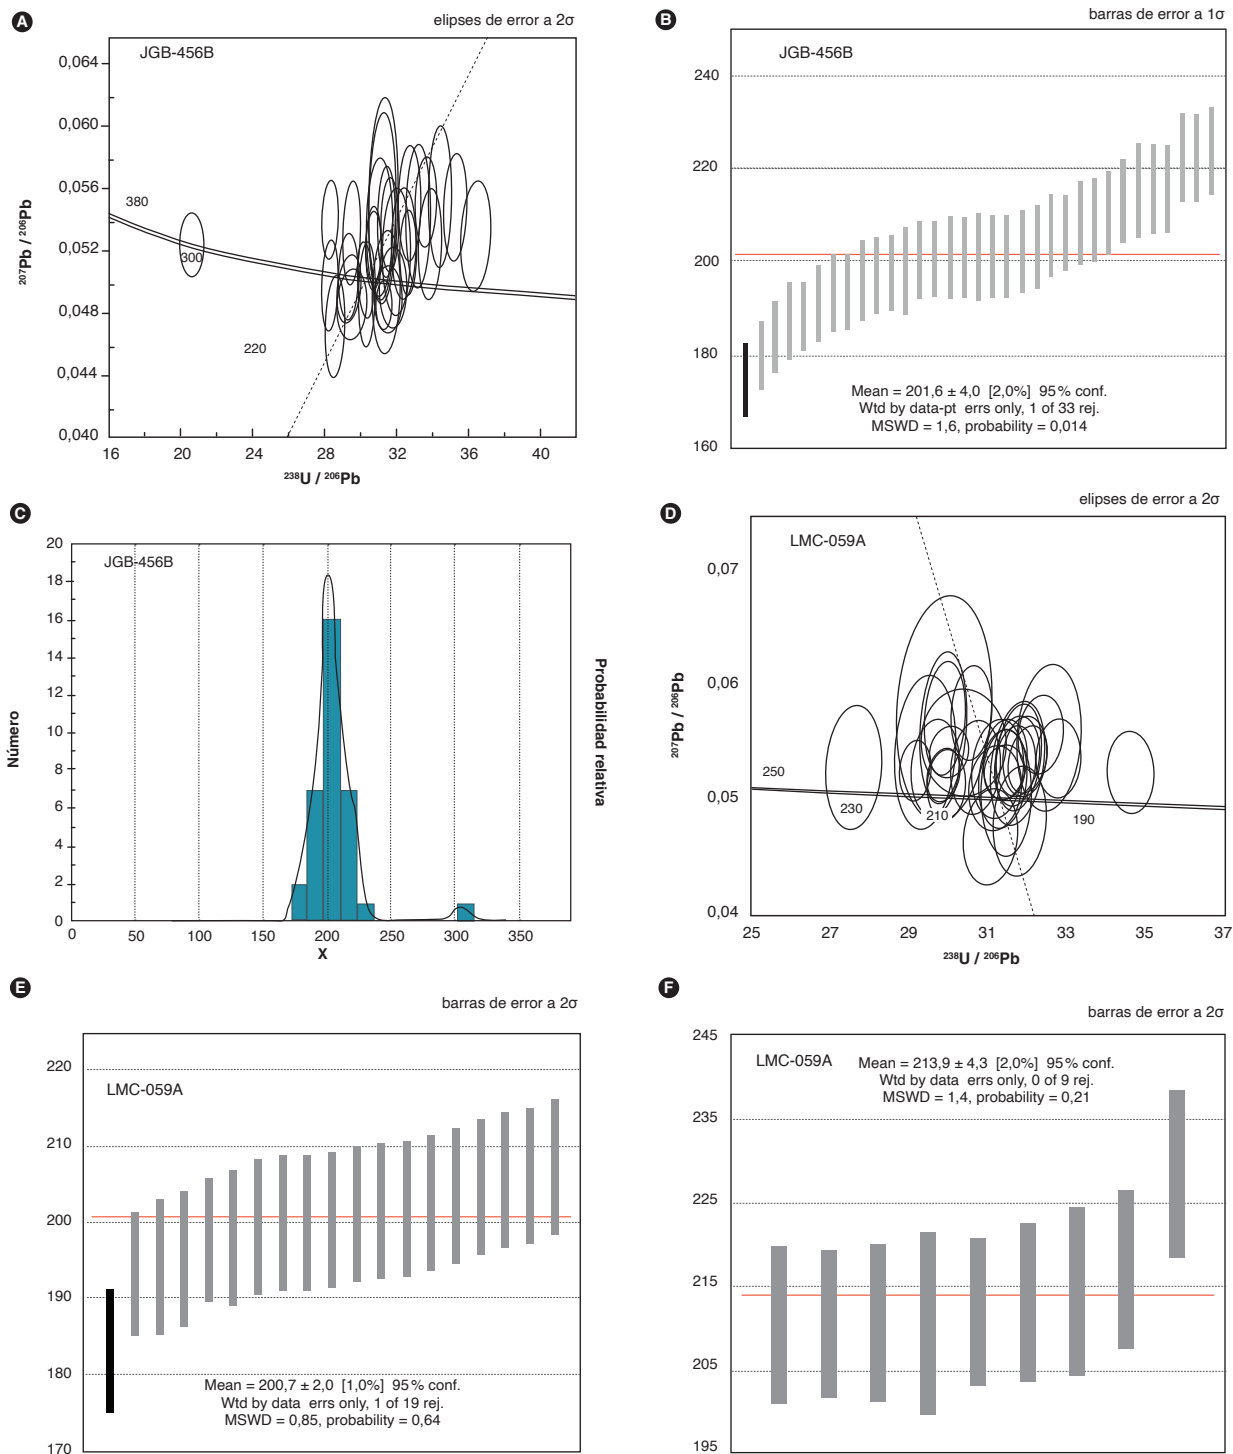 A
elipses de error a 2σ
JGB-456B
0,064
0,060
0,056
0,052
0,048
0,044
0,040
380
300
220
16 20 24 28 32 36 40
²⁰⁷Pb / ²⁰⁶Pb
²³⁸U / ²⁰⁶Pb
B
barras de error a 1σ
JGB-456B
240
220
200
180
160
Mean = 201,6 ± 4,0 [2,0%] 95% conf.
Wtd by data-pt errs only, 1 of 33 rej.
MSWD = 1,6, probability = 0,014
C
JGB-456B
20
18
16
14
12
10
8
6
4
2
0
0 50 100 150 200 250 300 350
X
Número
Probabilidad relativa
D
elipses de error a 2σ
LMC-059A
0,07
0,06
0,05
0,04
250
230
210
190
25 27 29 31 33 35 37
²⁰⁷Pb / ²⁰⁶Pb
²³⁸U / ²⁰⁶Pb
E
barras de error a 2σ
LMC-059A
220
210
200
190
180
170
Mean = 200,7 ± 2,0 [1,0%] 95% conf.
Wtd by data errs only, 1 of 19 rej.
MSWD = 0,85, probability = 0,64
F
barras de error a 2σ
LMC-059A
Mean = 213,9 ± 4,3 [2,0%] 95% conf.
Wtd by data errs only, 0 of 9 rej.
MSWD = 1,4, probability = 0,21
245
235
225
215
205
195